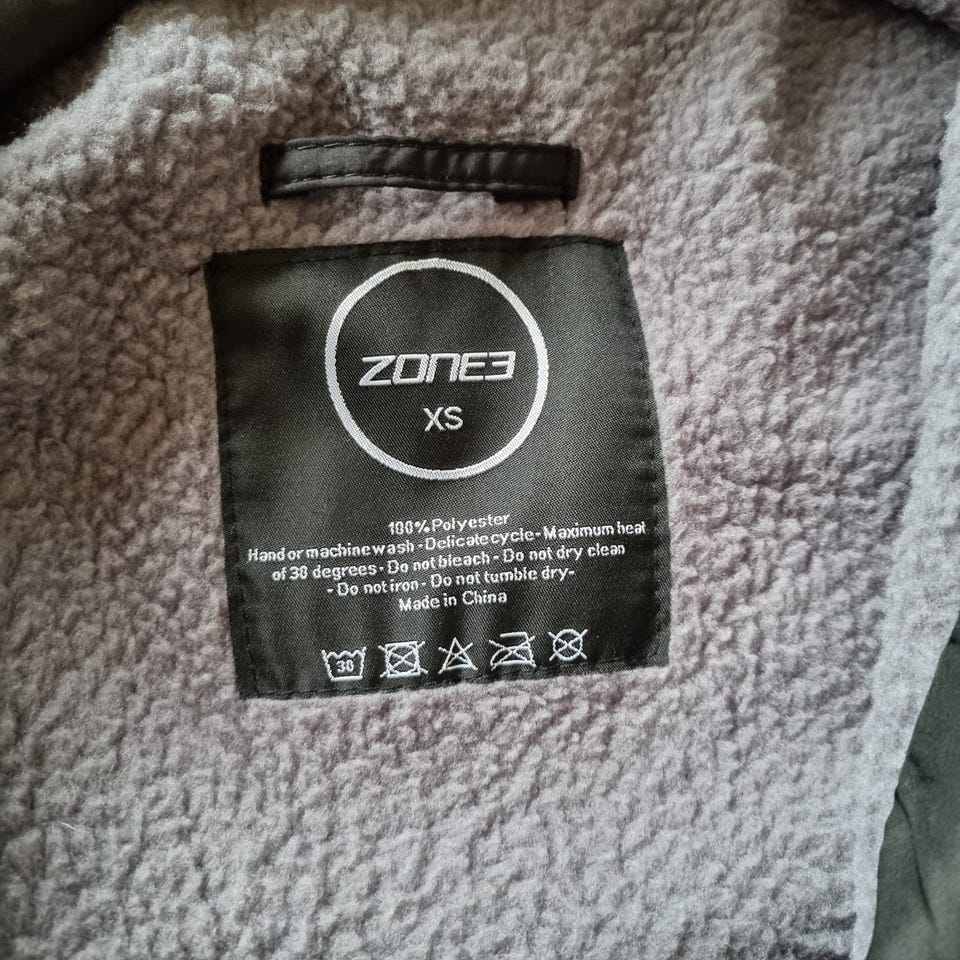 ZONE3
XS
100%Polyester
Hand or machine wash - Delicate cycle - Maximum heat
of 30 degrees - Do not bleach - Do not dry clean
- Do not iron - Do not tumble dry-
Made in China
30